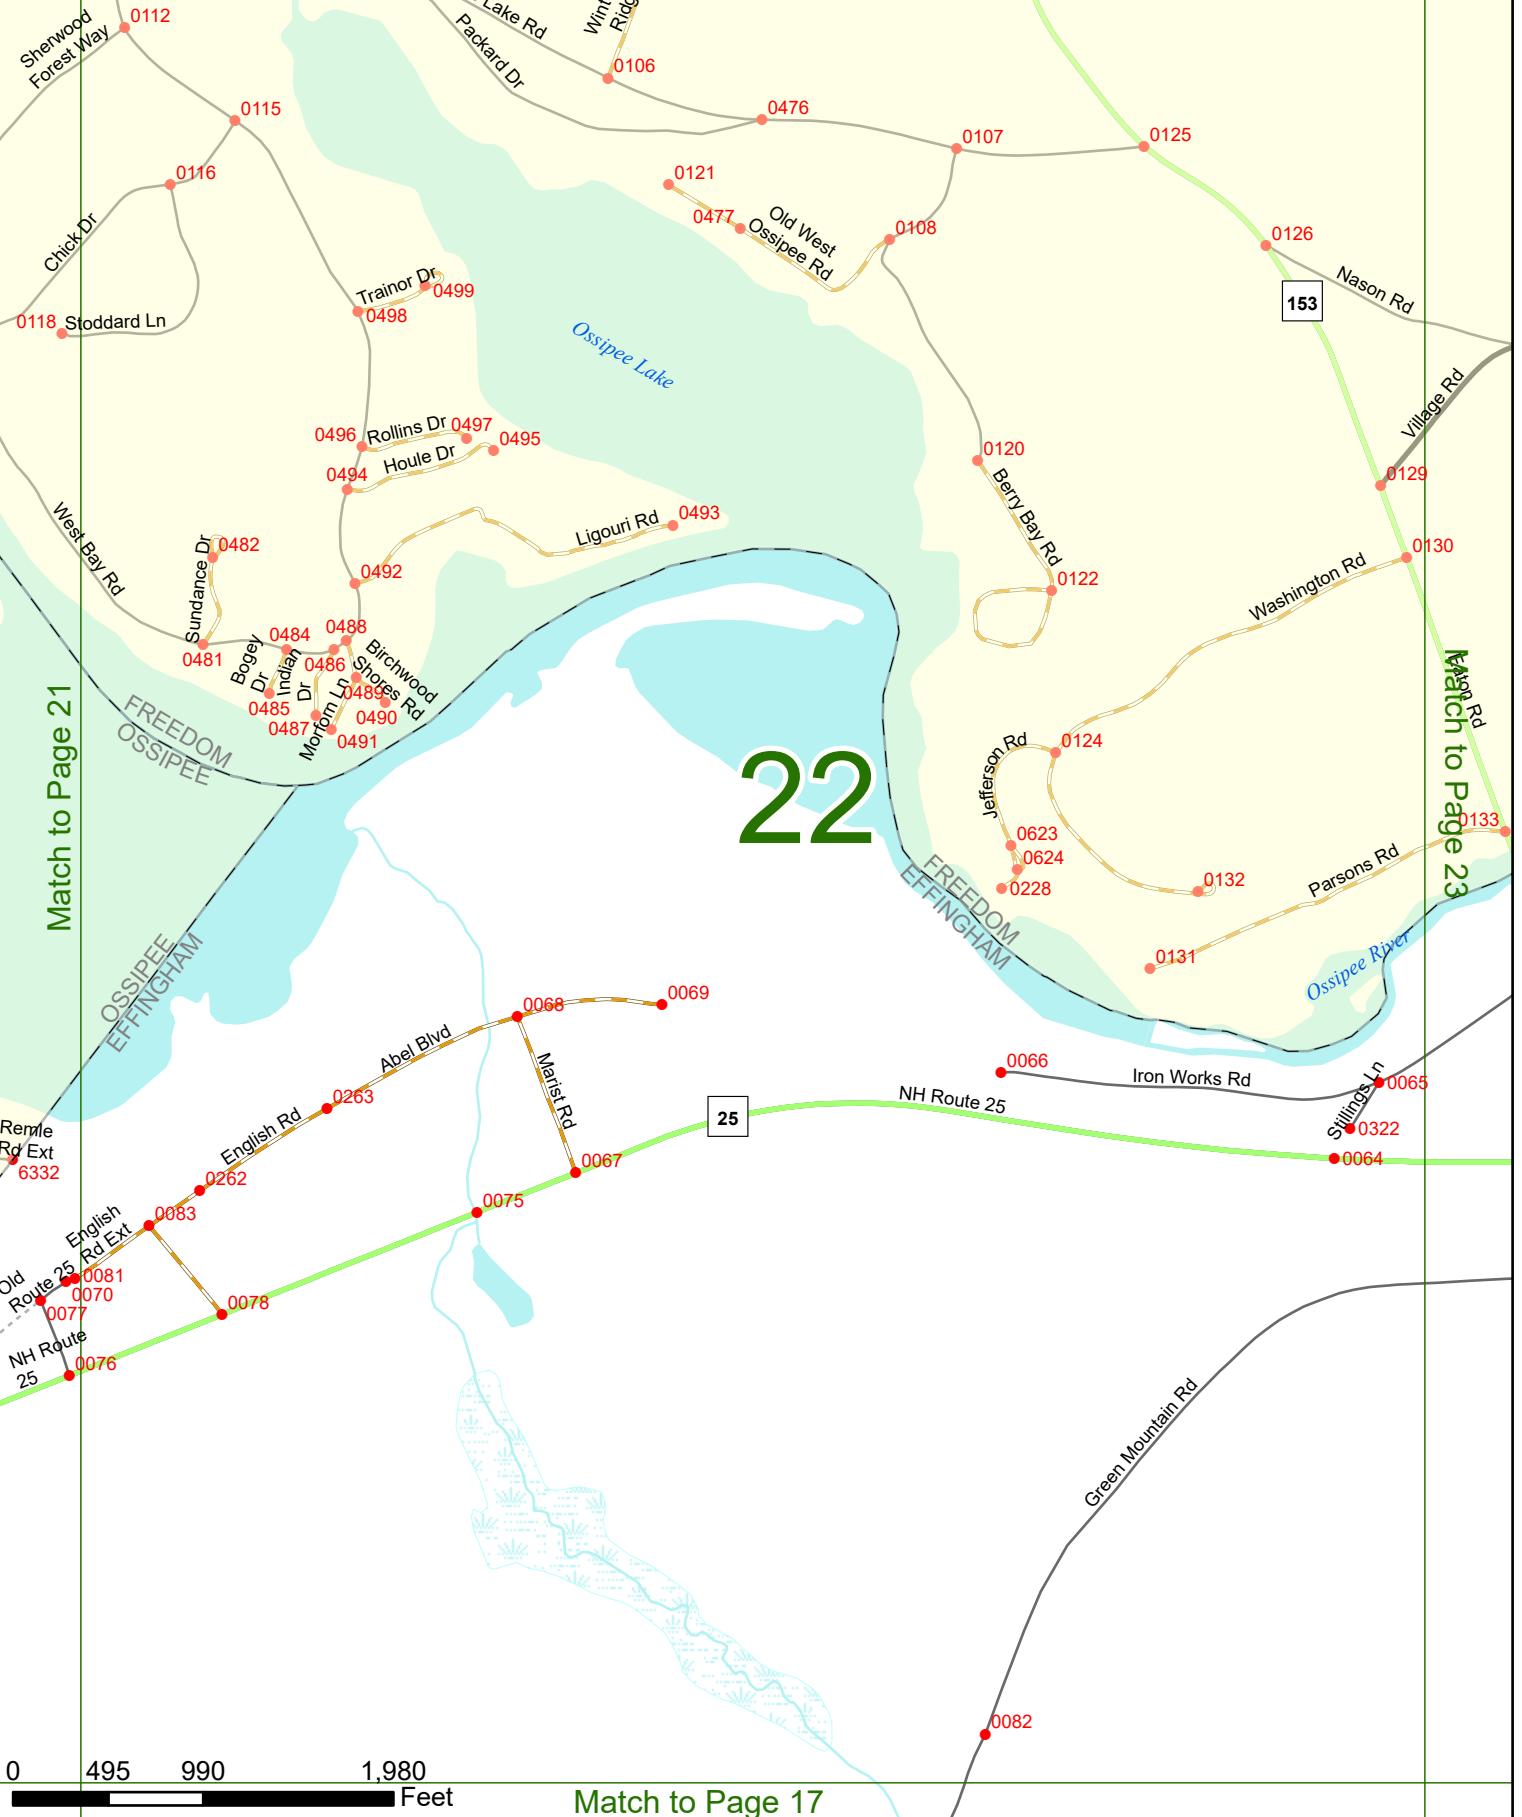 0112
Sherwood
Forest Way
Lake Rd
Packard Dr
Ridg
0106
0115
0476
0107
0125
0116
0121
0477
Old West
Ossipee Rd
0108
0126
Chick Dr
Nason Rd
153
Trainor Dr
0499
0498
0118
Stoddard Ln
Ossipee Lake
Village Rd
0496
Rollins Dr
0497
0495
Houle Dr
0494
0120
0129
Berry Bay Rd
West Bay Rd
Ligouri Rd
0493
Sundance Dr
0482
0492
0130
0122
Washington Rd
0481
0484
0488
0486
Bogey
Dr
Indian
Dr
Birchwood
Shores Rd
0489
0485
0490
0487
Morforn Ln
0491
Match to Page 21
FREEDOM
OSSIPEE
Match to Page 23
Eaton Rd
22
Jefferson Rd
0124
0623
0624
0228
0132
0133
Parsons Rd
FREEDOM
EFFINGHAM
0131
Ossipee River
OSSIPEE
EFFINGHAM
0069
0068
Abel Blvd
Marist Rd
0066
Iron Works Rd
0065
Stillings Ln
0322
0263
NH Route 25
25
English Rd
0067
0064
Remle
Rd Ext
6332
0262
0075
0083
English
Rd Ext
Old
Route 25
0081
0070
0077
0078
NH Route
25
0076
Green Mountain Rd
0082
0 495 990 1,980
Feet
Match to Page 17